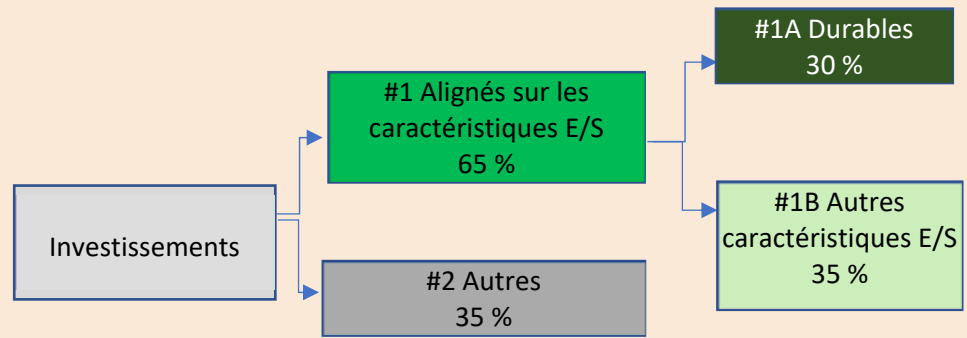 Investissements
#1 Alignés sur les
caractéristiques E/S
65 %
#2 Autres
35 %
#1A Durables
30 %
#1B Autres
caractéristiques E/S
35 %